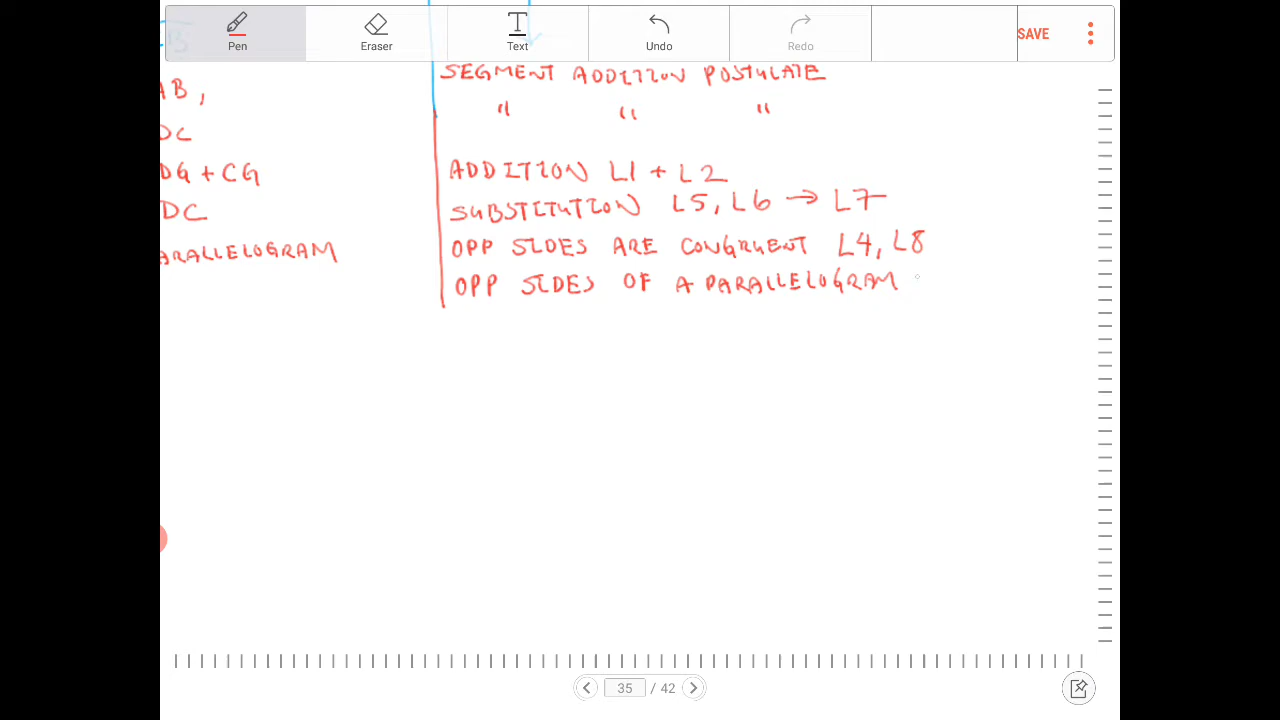 Pen Eraser Text Undo Redo SAVE
SEGMENT ADDITION POSTULATE
AB,
" " "
DC
DG + CG
ADDITION L1 + L2
DC
SUBSTITUTION L5, L6 → L7
ARALLELOGRAM
OPP SIDES ARE CONGRUENT L4, L8
OPP SIDES OF A PARALLELOGRAM
35 / 42